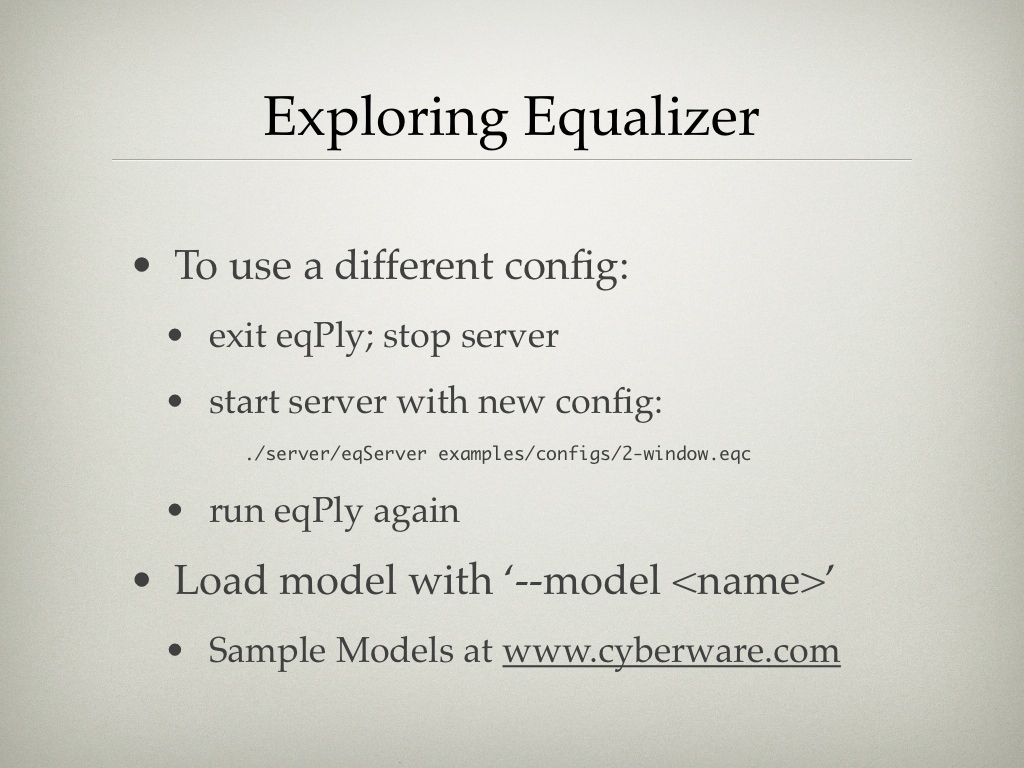 Exploring Equalizer
• To use a different config:
• exit eqPly; stop server
• start server with new config:
./server/eqServer examples/configs/2-window.eqc
• run eqPly again
• Load model with ‘--model <name>’
• Sample Models at www.cyberware.com